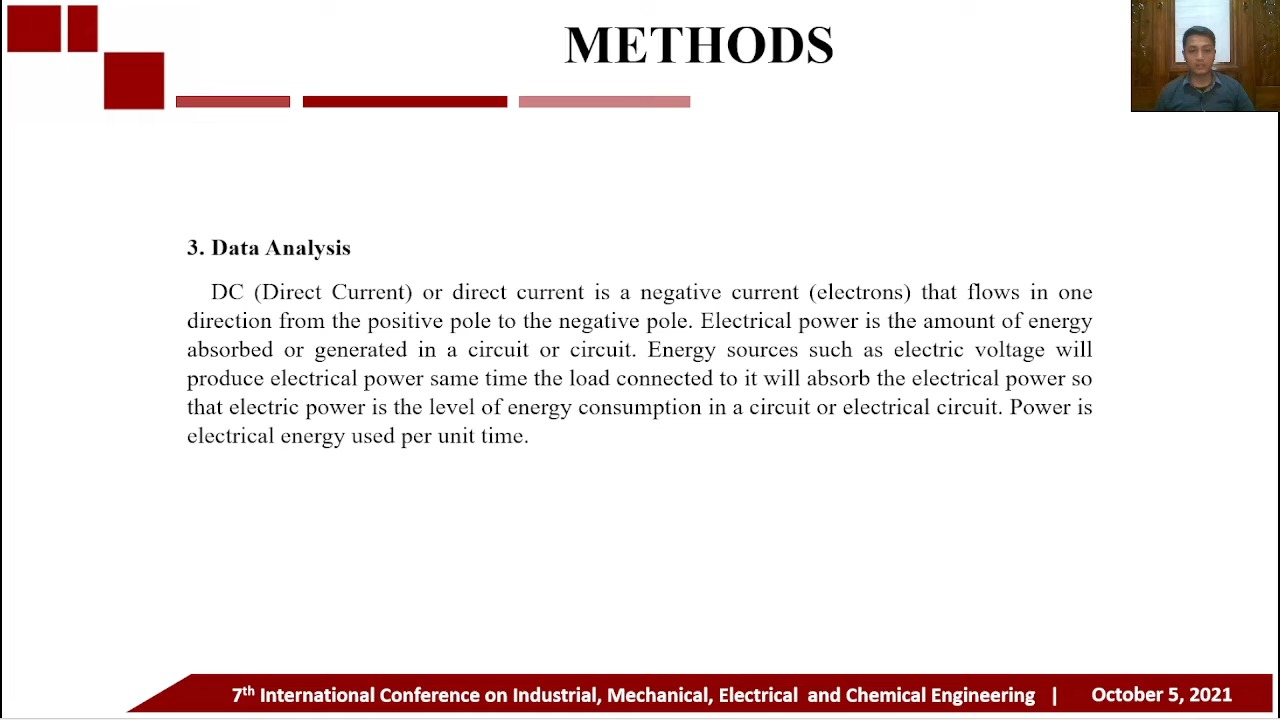 METHODS
3. Data Analysis
DC (Direct Current) or direct current is a negative current (electrons) that flows in one
direction from the positive pole to the negative pole. Electrical power is the amount of energy
absorbed or generated in a circuit or circuit. Energy sources such as electric voltage will
produce electrical power same time the load connected to it will absorb the electrical power so
that electric power is the level of energy consumption in a circuit or electrical circuit. Power is
electrical energy used per unit time.
7th International Conference on Industrial, Mechanical, Electrical and Chemical Engineering | October 5, 2021